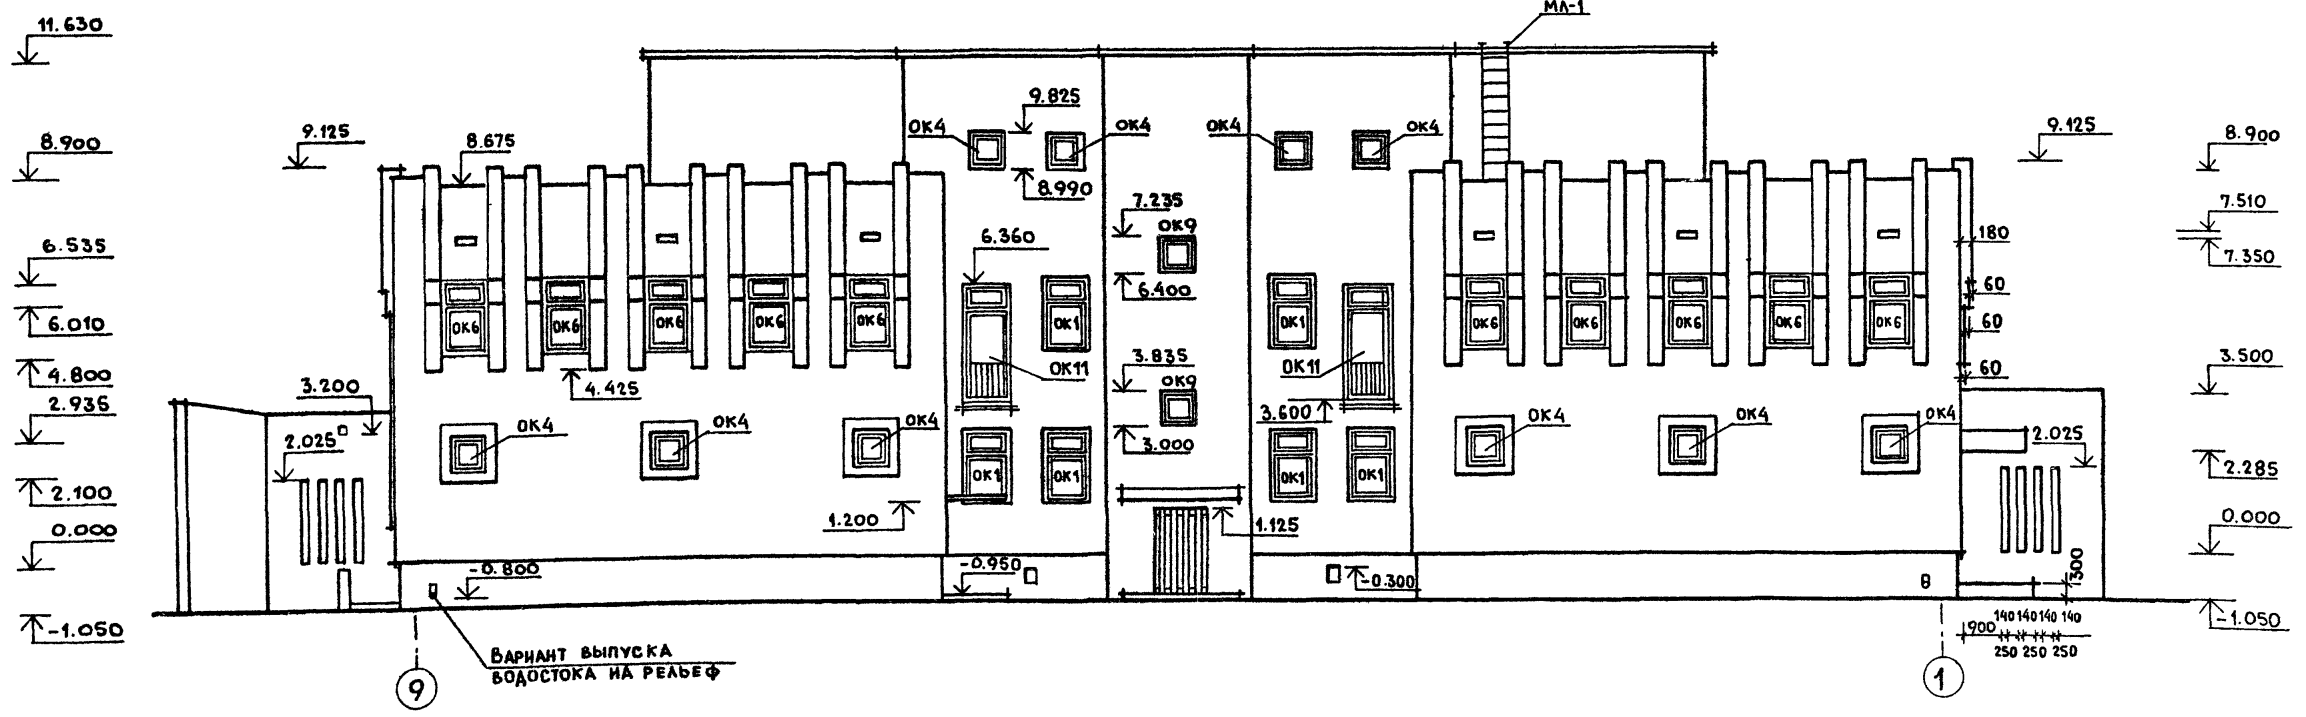 МЛ-1
11.630
9.825
ОК4
ОК4
ОК4
ОК4
8.900
9.125
8.675
9.125
8.900
8.990
7.235
ОК9
7.510
180
7.350
6.535
6.360
6.400
60
6.010
ОК6
ОК6
ОК6
ОК6
ОК6
ОК1
ОК1
ОК6
ОК6
ОК6
ОК6
ОК6
60
4.800
3.200
4.425
ОК11
3.835
ОК9
ОК11
60
3.500
2.935
2.025
ОК4
ОК4
ОК4
3.600
3.000
ОК4
ОК4
ОК4
2.025
2.285
2.100
ОК1
ОК1
ОК1
ОК1
1.200
1.125
0.000
0.000
-0.800
-0.950
-0.300
300
-1.050
900
140 140 140 140
250 250 250
-1.050
ВАРИАНТ ВЫПУСКА
ВОДОСТОКА НА РЕЛЬЕФ
9
1